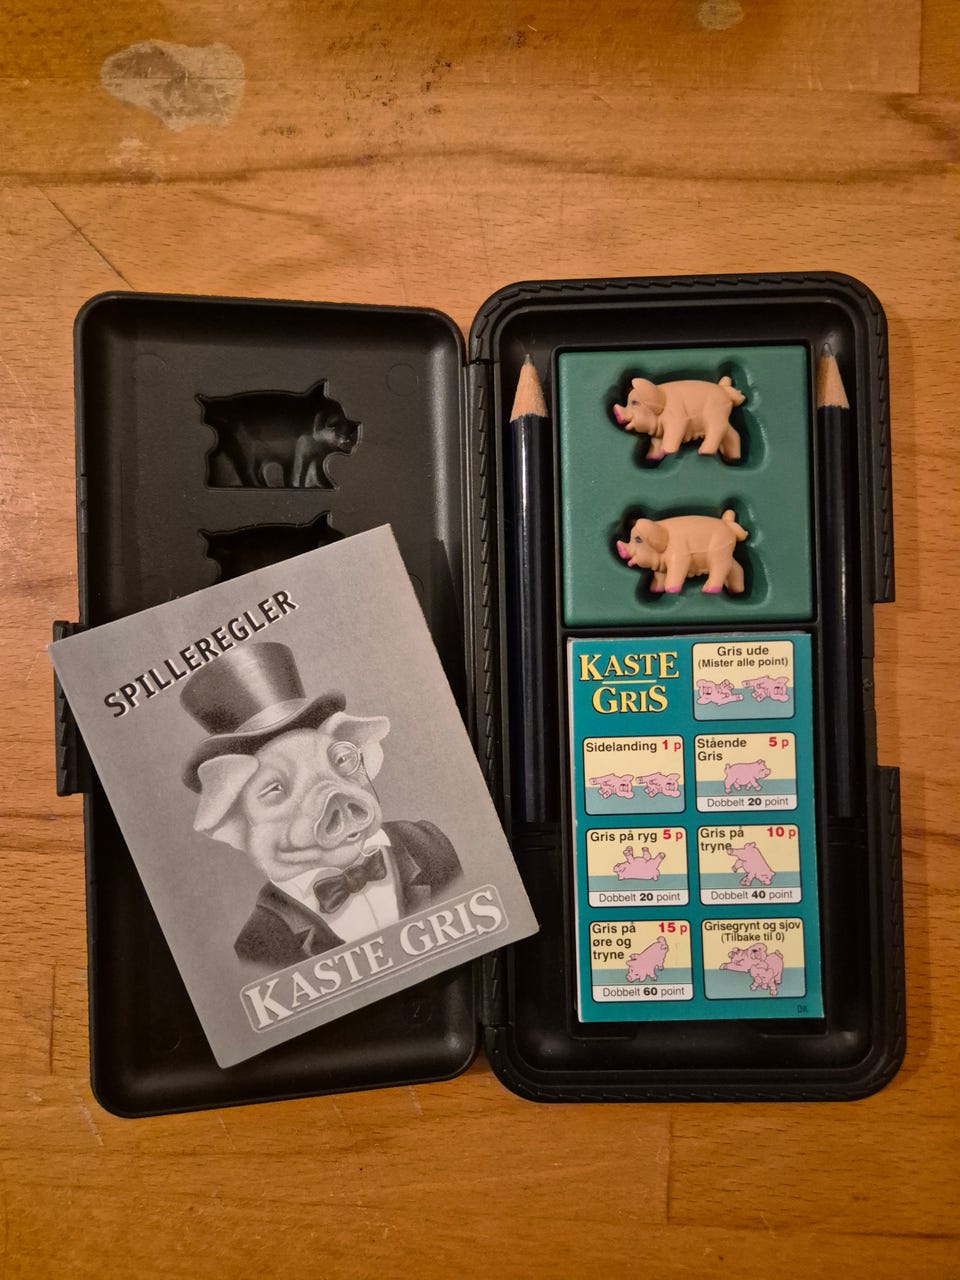 SPILLEREGLER
KASTE GRIS
KASTE
GRIS
Gris ude
(Mister alle point)
Sidelanding 1 p
Stående 5 p
Gris
Dobbelt 20 point
Gris på ryg 5 p
Dobbelt 20 point
Gris på 10 p
tryne
Dobbelt 40 point
Gris på 15 p
øre og
tryne
Dobbelt 60 point
Grisegrynt og sjov
(Tilbake til 0)
DK